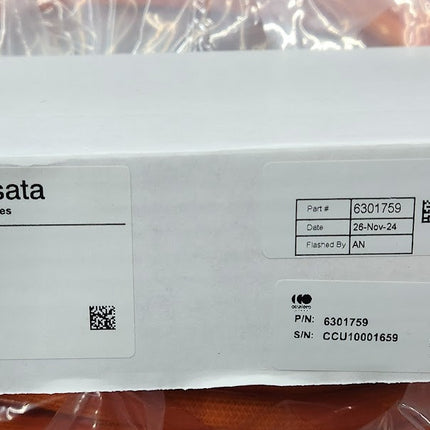 sata
es
Part # 6301759
Date 26-Nov-24
Flashed By AN
P/N: 6301759
S/N: CCU10001659